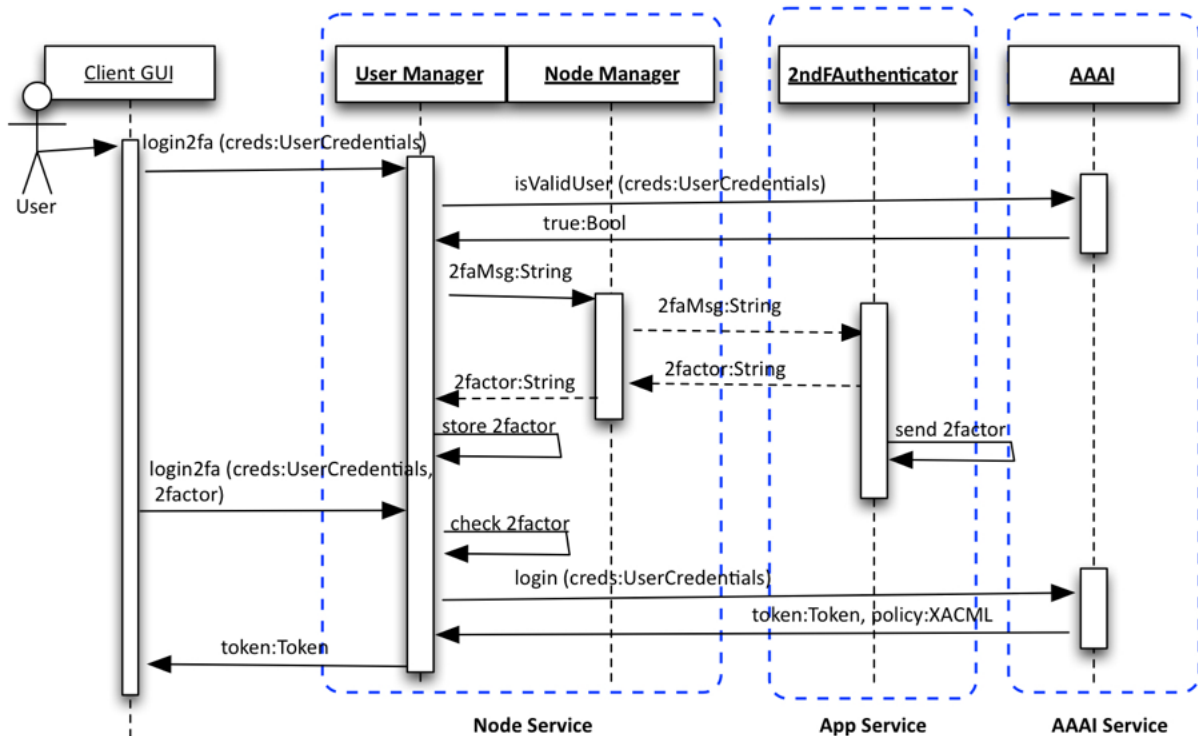 Client GUI
User Manager
Node Manager
2ndFAuthenticator
AAAI
User
login2fa (creds:UserCredentials)
isValidUser (creds:UserCredentials)
true:Bool
2faMsg:String
2faMsg:String
2factor:String
2factor:String
store 2factor
send 2factor
login2fa (creds:UserCredentials,
2factor)
check 2factor
login (creds:UserCredentials)
token:Token, policy:XACML
token:Token
Node Service
App Service
AAAI Service